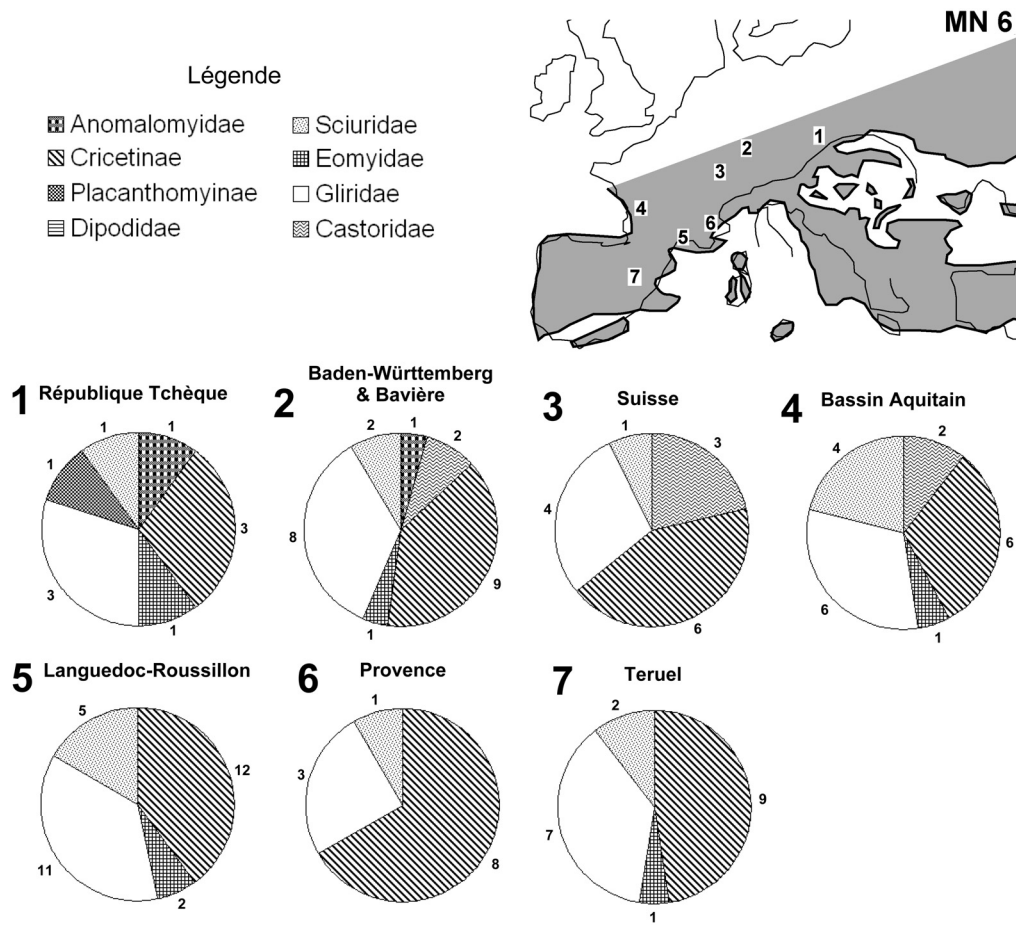 MN 6
Légende
Anomalomyidae
Sciuridae
Cricetinae
Eomyidae
Placanthomyinae
Gliridae
Dipodidae
Castoridae
1
2
3
4
6
5
7
1 République Tchèque
1
1
3
1
3
1
2 Baden-Württemberg
& Bavière
2
1
2
9
1
8
3 Suisse
1
3
6
4
4 Bassin Aquitain
4
2
6
1
6
5 Languedoc-Roussillon
5
12
2
11
6 Provence
1
3
8
7 Teruel
2
9
7
1